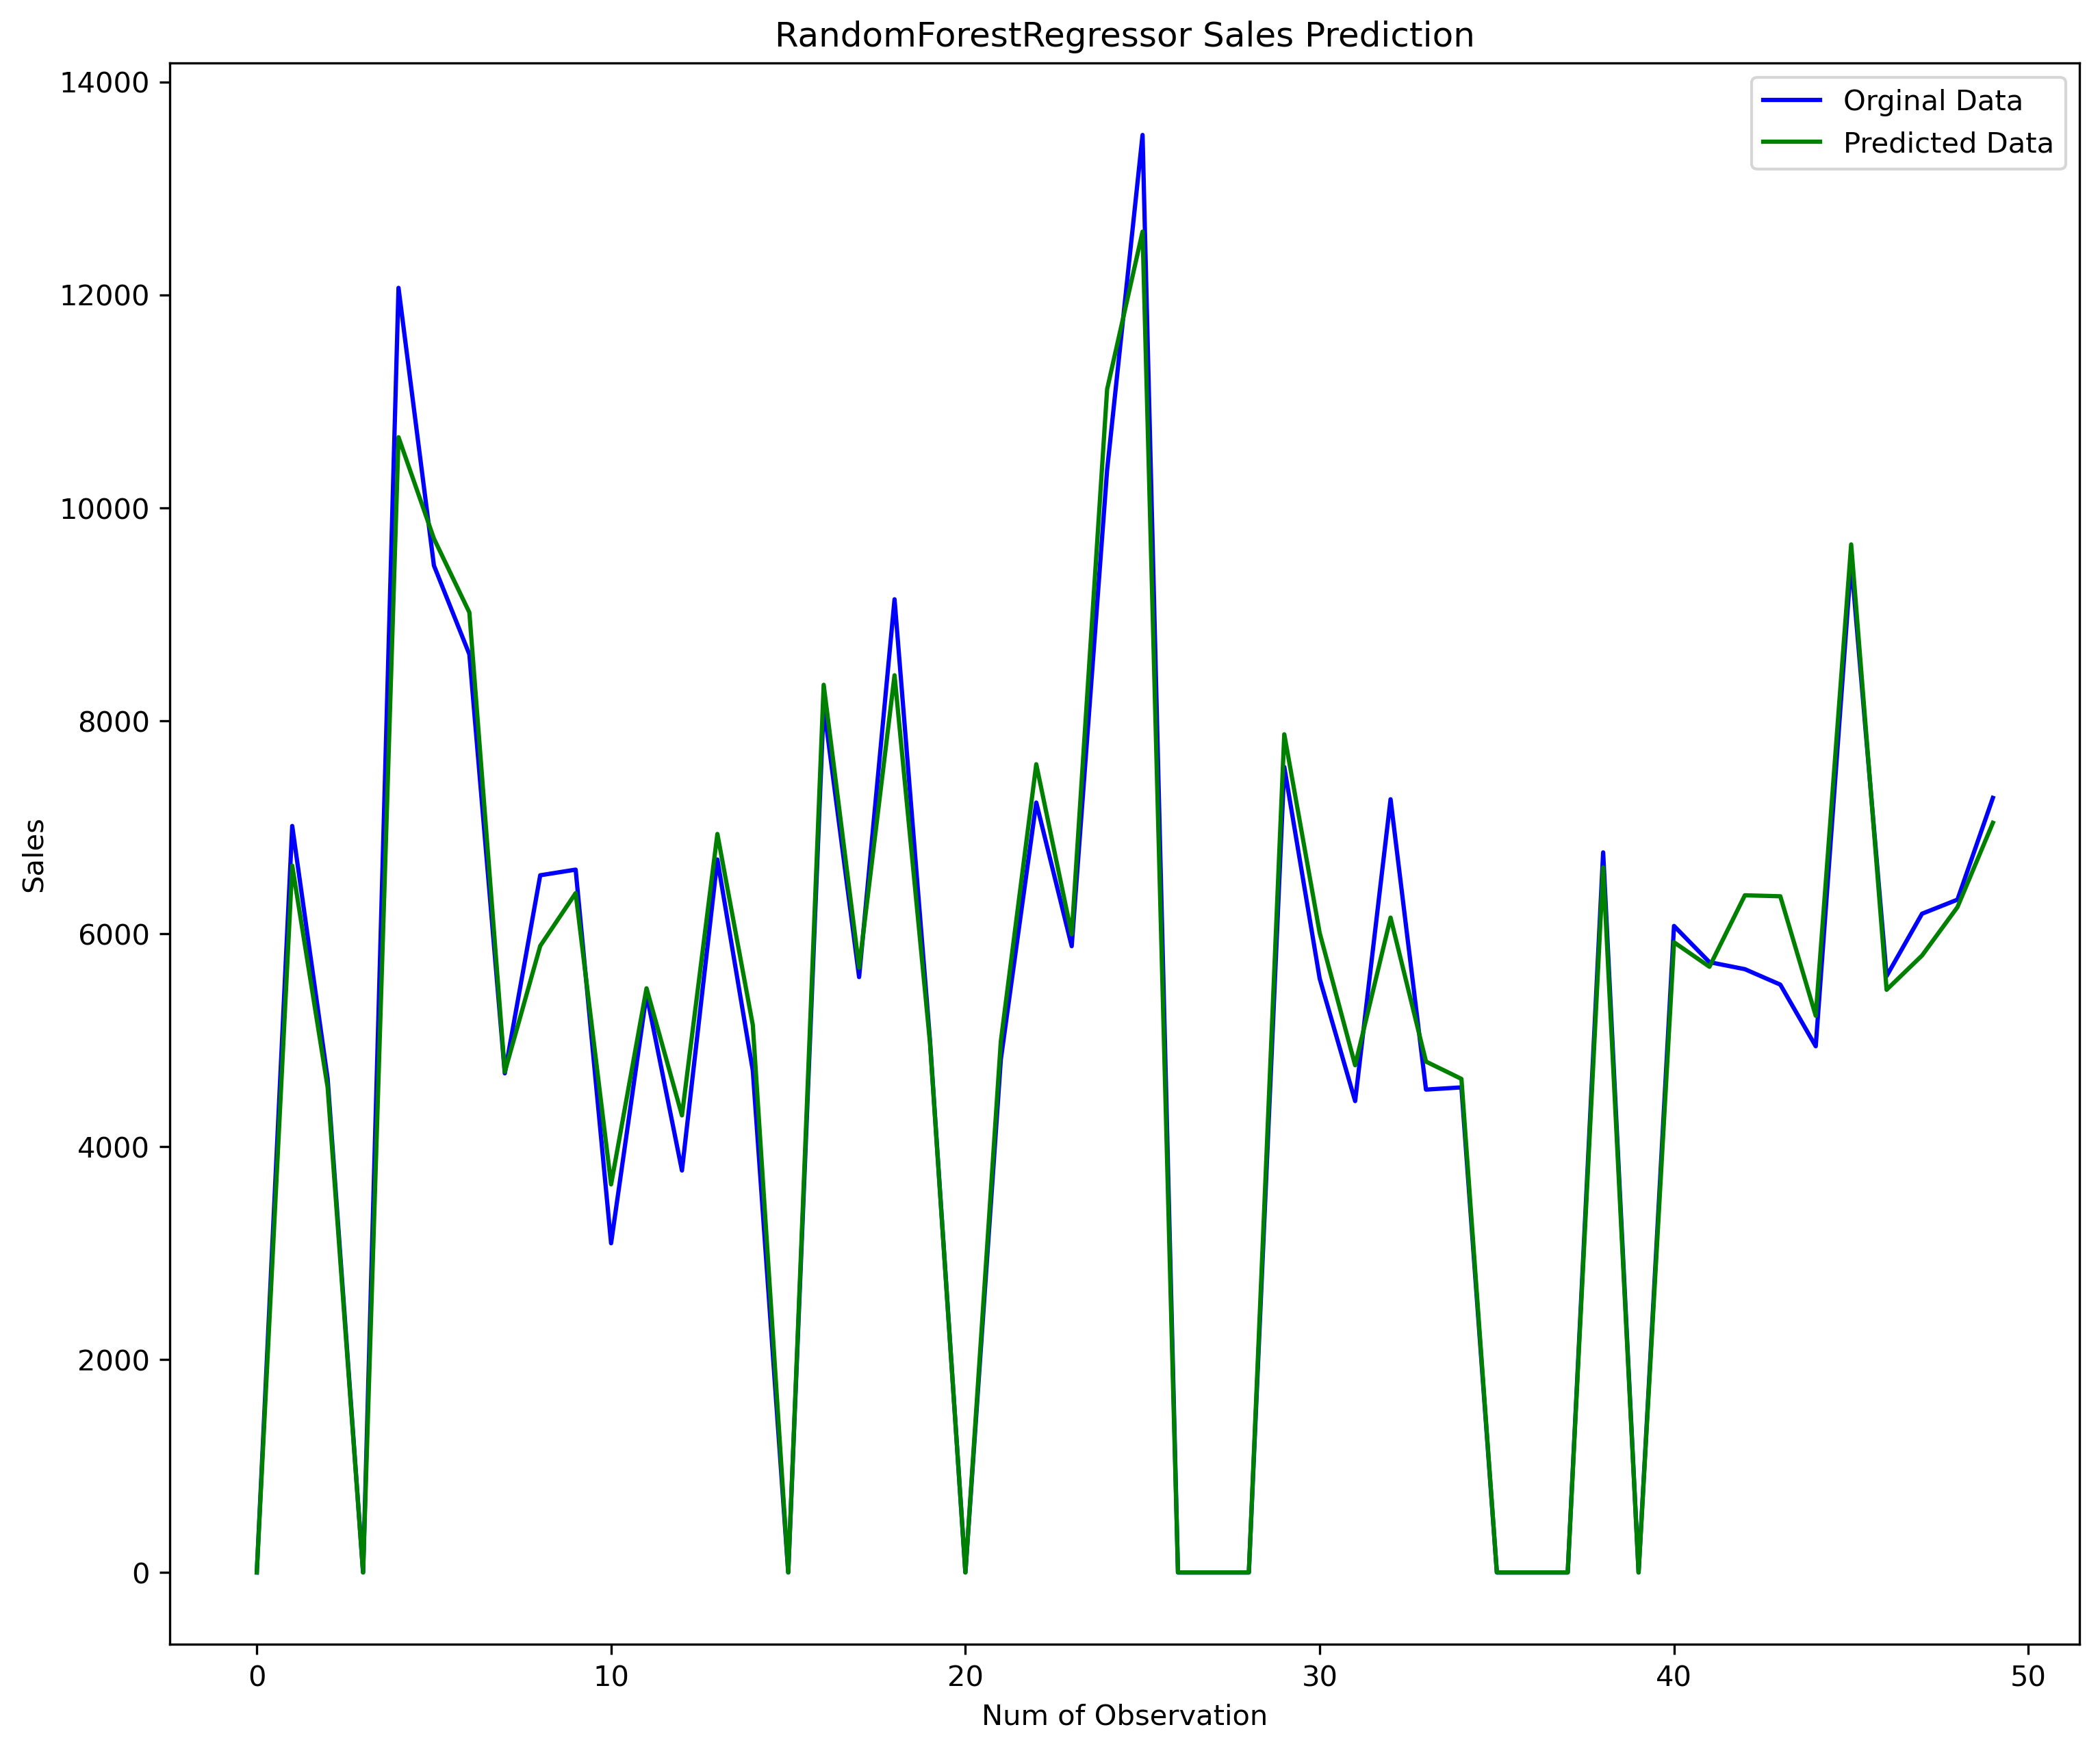 RandomForestRegressor Sales Prediction
Orginal Data
Predicted Data
14000
12000
10000
8000
6000
4000
2000
0
Sales
0 10 20 30 40 50
Num of Observation